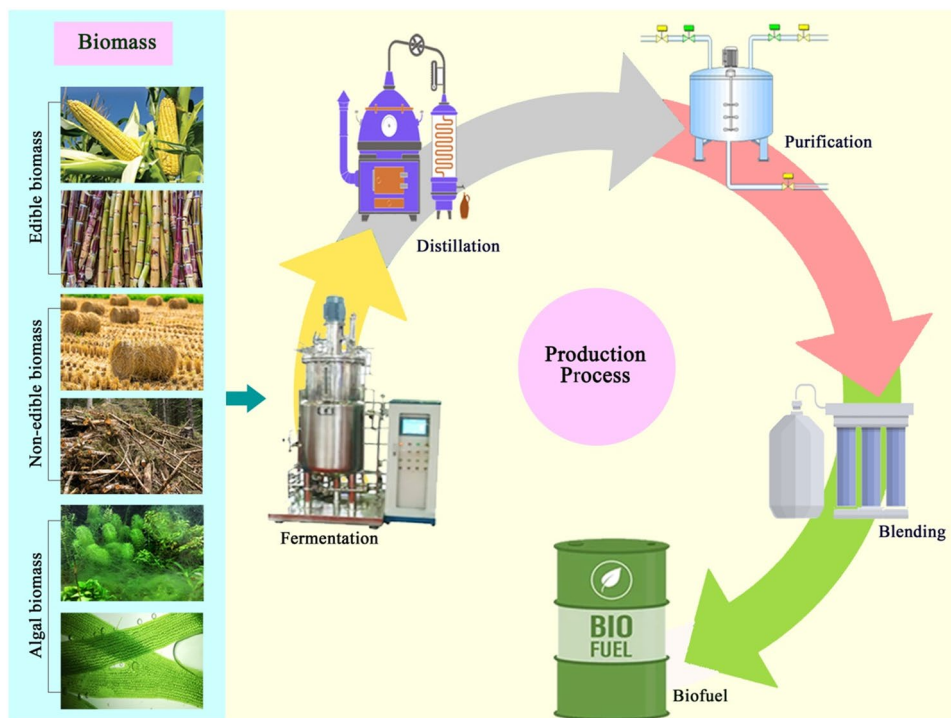 Biomass
Edible biomass
Non-edible biomass
Algal biomass
Distillation
Purification
Production
Process
Fermentation
Blending
BIO
FUEL
Biofuel